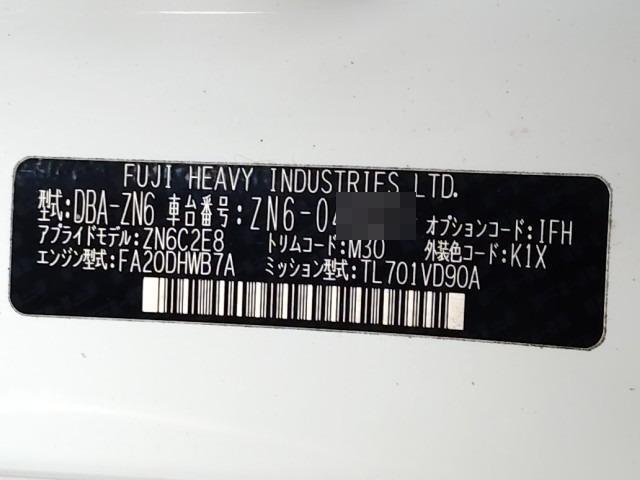 FUJI HEAVY INDUSTRIES LTD.
型式:DBA-ZN6 車台番号:ZN6-04 オプションコード:IFH
アプライドモデル:ZN6C2E8 トリムコード:M30 外装色コード:K1X
エンジン型式:FA20DHWB7A ミッション型式:TL701VD90A